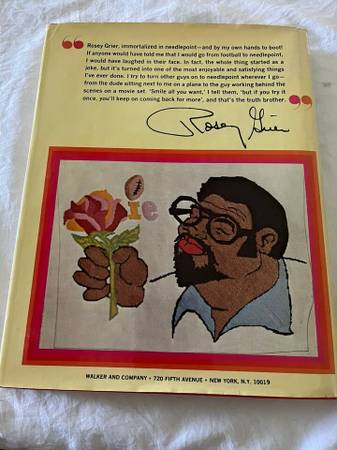 “Rosey Grier, immortalized in needlepoint—and by my own hands to boot!
If anyone would have told me that I would go from football to needlepoint,
I would have laughed in their face. In fact, the whole thing started as a
joke, but it's turned into one of the most enjoyable and satisfying things
I've ever done. I try to turn other guys on to needlepoint wherever I go—
from the dude sitting next to me on a plane to the guy working behind the
scenes on a movie set. ‘Smile all you want,’ I tell them, ‘but if you try it
once, you'll keep on coming back for more’, and that's the truth brother.”
Rosey Grier
ie
WALKER AND COMPANY • 720 FIFTH AVENUE • NEW YORK, N.Y. 10019